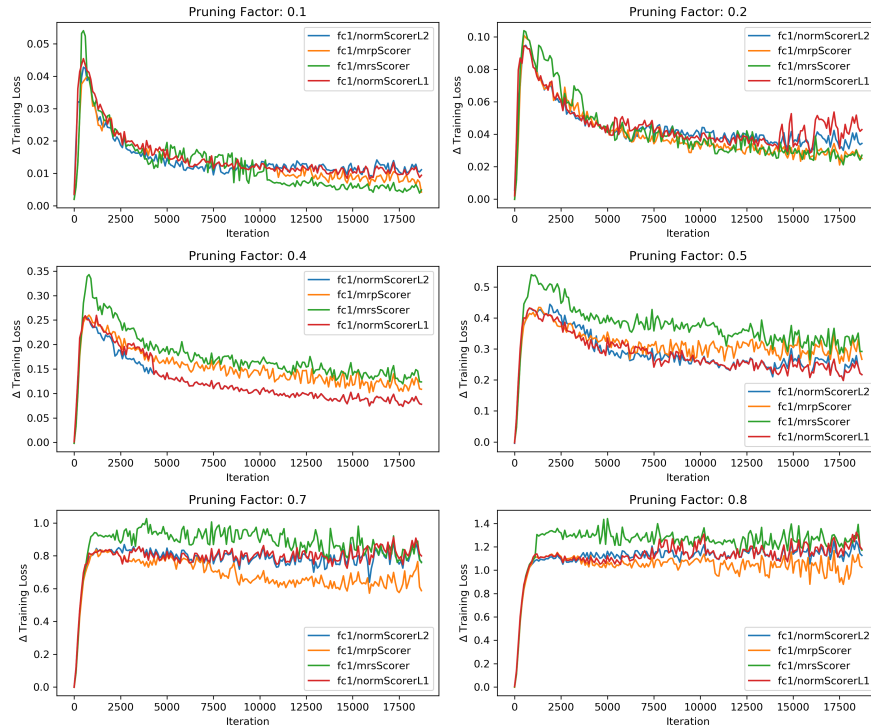 Pruning Factor: 0.1
Δ Training Loss
0.05
0.04
0.03
0.02
0.01
0.00
fc1/normScorerL2
fc1/mrpScorer
fc1/mrsScorer
fc1/normScorerL1
0 2500 5000 7500 10000 12500 15000 17500
Iteration
Pruning Factor: 0.2
Δ Training Loss
0.10
0.08
0.06
0.04
0.02
0.00
fc1/normScorerL2
fc1/mrpScorer
fc1/mrsScorer
fc1/normScorerL1
0 2500 5000 7500 10000 12500 15000 17500
Iteration
Pruning Factor: 0.4
Δ Training Loss
0.35
0.30
0.25
0.20
0.15
0.10
0.05
0.00
fc1/normScorerL2
fc1/mrpScorer
fc1/mrsScorer
fc1/normScorerL1
0 2500 5000 7500 10000 12500 15000 17500
Iteration
Pruning Factor: 0.5
Δ Training Loss
0.5
0.4
0.3
0.2
0.1
0.0
fc1/normScorerL2
fc1/mrpScorer
fc1/mrsScorer
fc1/normScorerL1
0 2500 5000 7500 10000 12500 15000 17500
Iteration
Pruning Factor: 0.7
Δ Training Loss
1.0
0.8
0.6
0.4
0.2
0.0
fc1/normScorerL2
fc1/mrpScorer
fc1/mrsScorer
fc1/normScorerL1
0 2500 5000 7500 10000 12500 15000 17500
Iteration
Pruning Factor: 0.8
Δ Training Loss
1.4
1.2
1.0
0.8
0.6
0.4
0.2
0.0
fc1/normScorerL2
fc1/mrpScorer
fc1/mrsScorer
fc1/normScorerL1
0 2500 5000 7500 10000 12500 15000 17500
Iteration